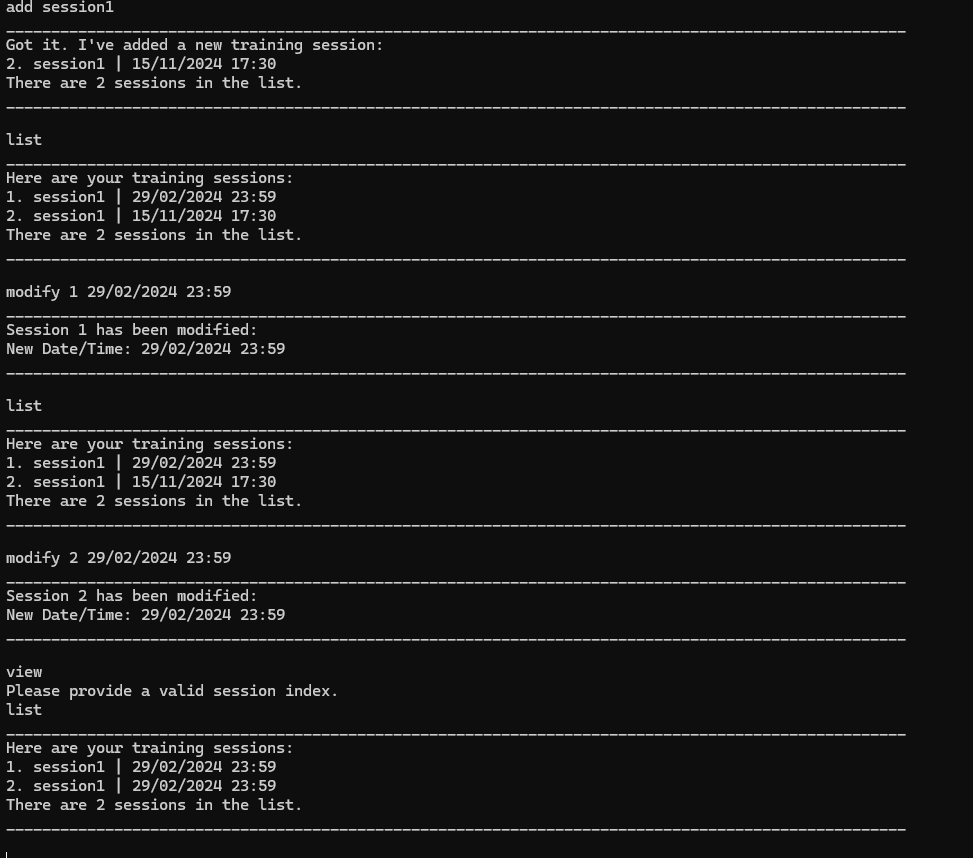 add session1
____________________________________________________________________________________________________
Got it. I've added a new training session:
2. session1 | 15/11/2024 17:30
There are 2 sessions in the list.
____________________________________________________________________________________________________
list
____________________________________________________________________________________________________
Here are your training sessions:
1. session1 | 29/02/2024 23:59
2. session1 | 15/11/2024 17:30
There are 2 sessions in the list.
____________________________________________________________________________________________________
modify 1 29/02/2024 23:59
____________________________________________________________________________________________________
Session 1 has been modified:
New Date/Time: 29/02/2024 23:59
____________________________________________________________________________________________________
list
____________________________________________________________________________________________________
Here are your training sessions:
1. session1 | 29/02/2024 23:59
2. session1 | 15/11/2024 17:30
There are 2 sessions in the list.
____________________________________________________________________________________________________
modify 2 29/02/2024 23:59
____________________________________________________________________________________________________
Session 2 has been modified:
New Date/Time: 29/02/2024 23:59
____________________________________________________________________________________________________
view
Please provide a valid session index.
list
____________________________________________________________________________________________________
Here are your training sessions:
1. session1 | 29/02/2024 23:59
2. session1 | 29/02/2024 23:59
There are 2 sessions in the list.
____________________________________________________________________________________________________